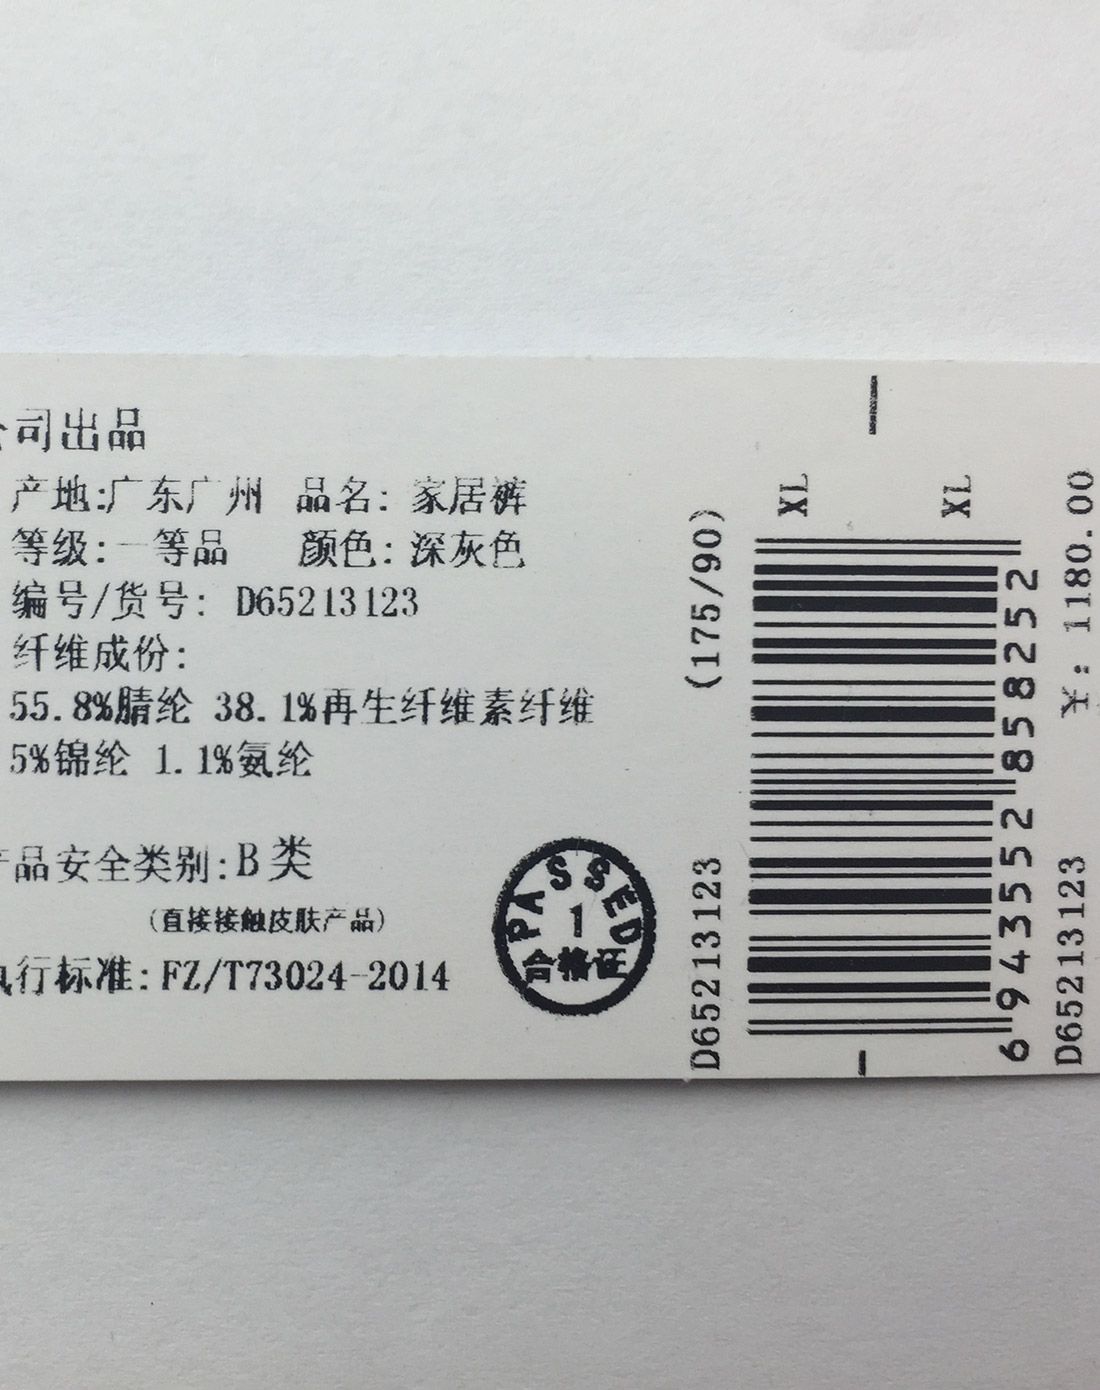 公司出品
产地:广东广州 品名: 家居裤
等级:一等品 颜色: 深灰色
编号/货号: D65213123
纤维成份:
55.8%腈纶 38.1%再生纤维素纤维
5%锦纶 1.1%氨纶
产品安全类别:B类
(直接接触皮肤产品)
执行标准:FZ/T73024-2014
PASSED
1
合格证
D65213123 (175/90)
XL
XL
6943552858252
D65213123 ¥: 1180.00